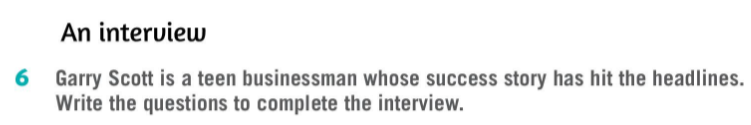 An interview
6 Garry Scott is a teen businessman whose success story has hit the headlines.
Write the questions to complete the interview.